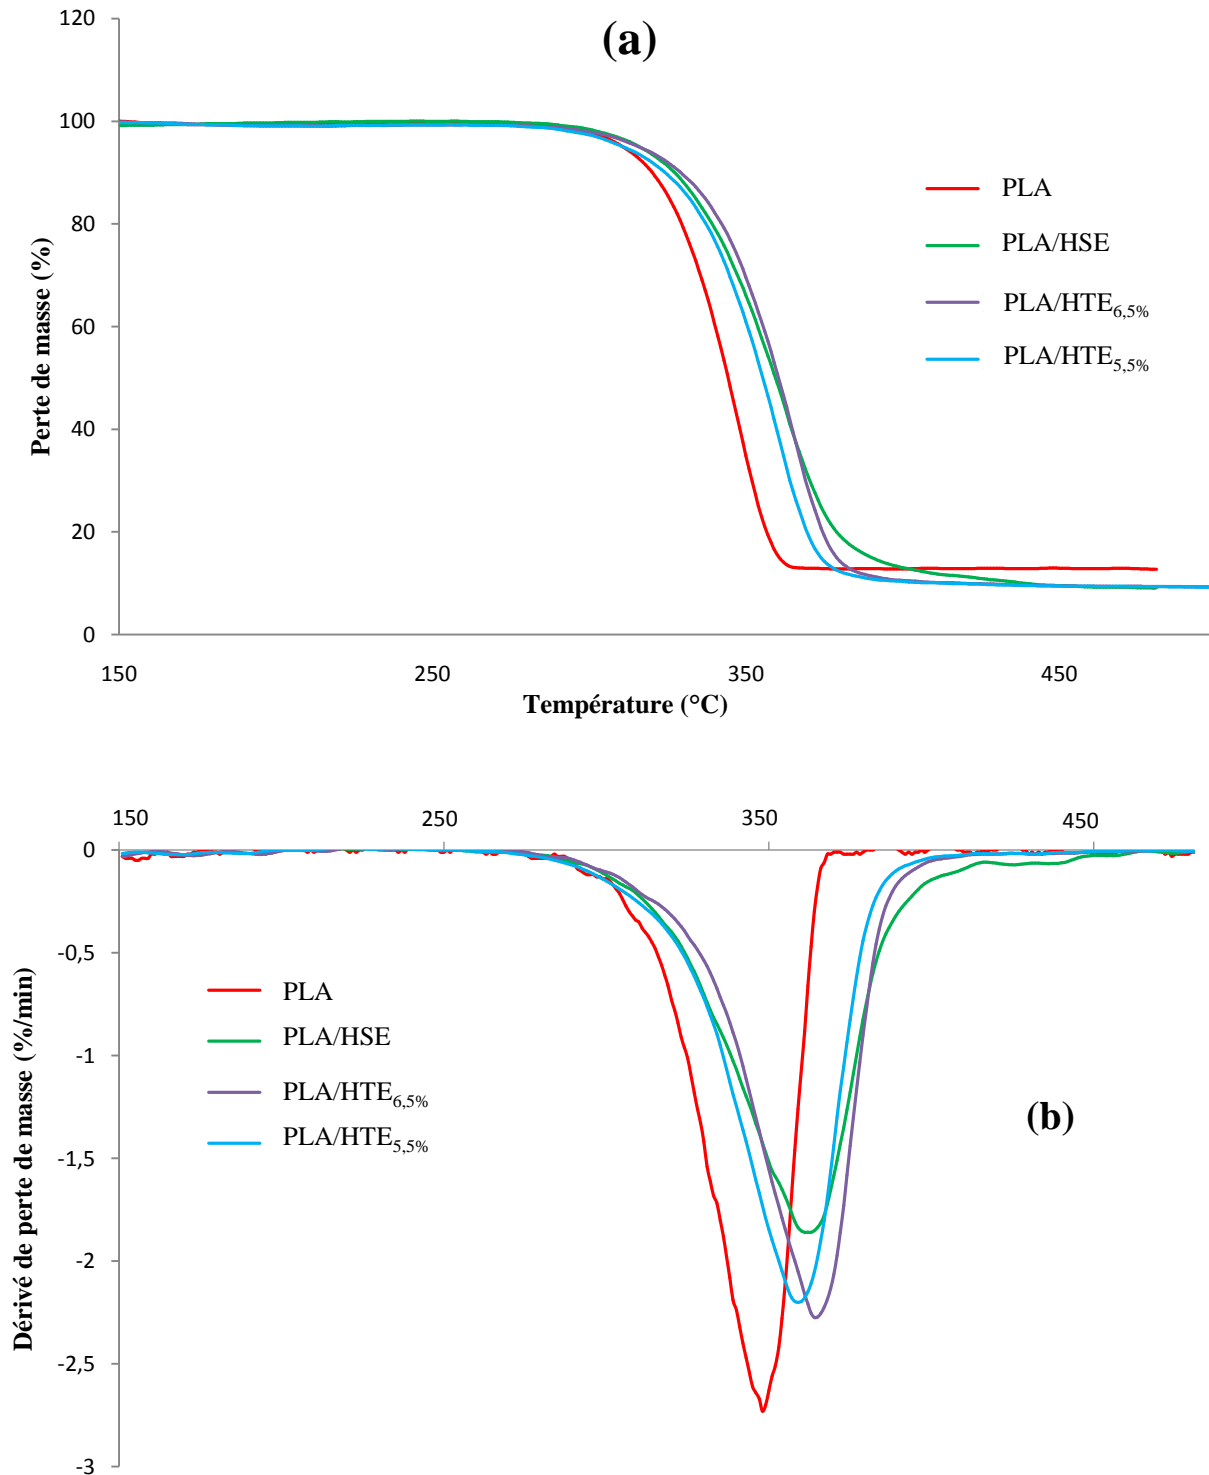 (a)
120
100
80
60
40
20
0
Perte de masse (%)
PLA
PLA/HSE
PLA/HTE6,5%
PLA/HTE5,5%
150 250 350 450
Température (°C)
150 250 350 450
0
-0,5
-1
-1,5
-2
-2,5
-3
Dérivé de perte de masse (%/min)
PLA
PLA/HSE
PLA/HTE6,5%
PLA/HTE5,5%
(b)